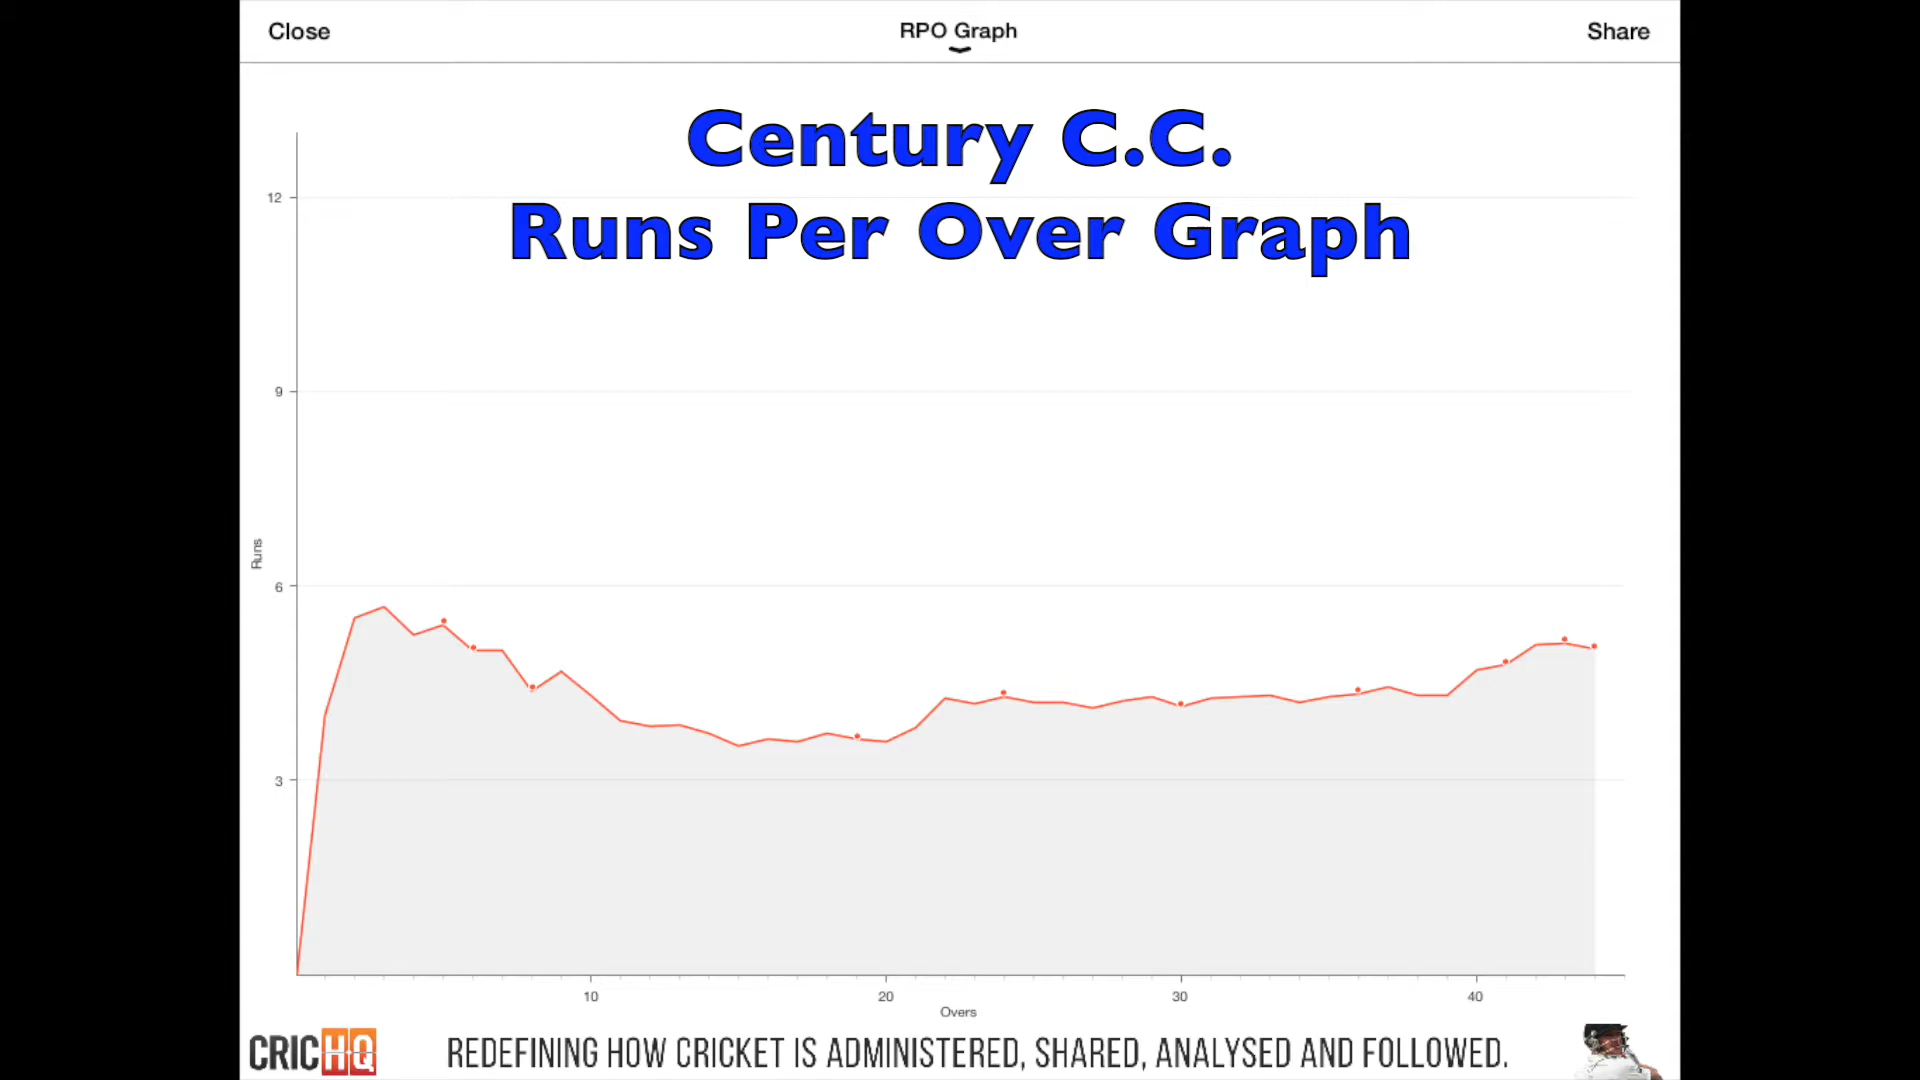 Close
RPO Graph
Share
Century C.C.
Runs Per Over Graph
12
9
6
3
Runs
10
20
30
40
Overs
CRICHQ
REDEFINING HOW CRICKET IS ADMINISTERED, SHARED, ANALYSED AND FOLLOWED.